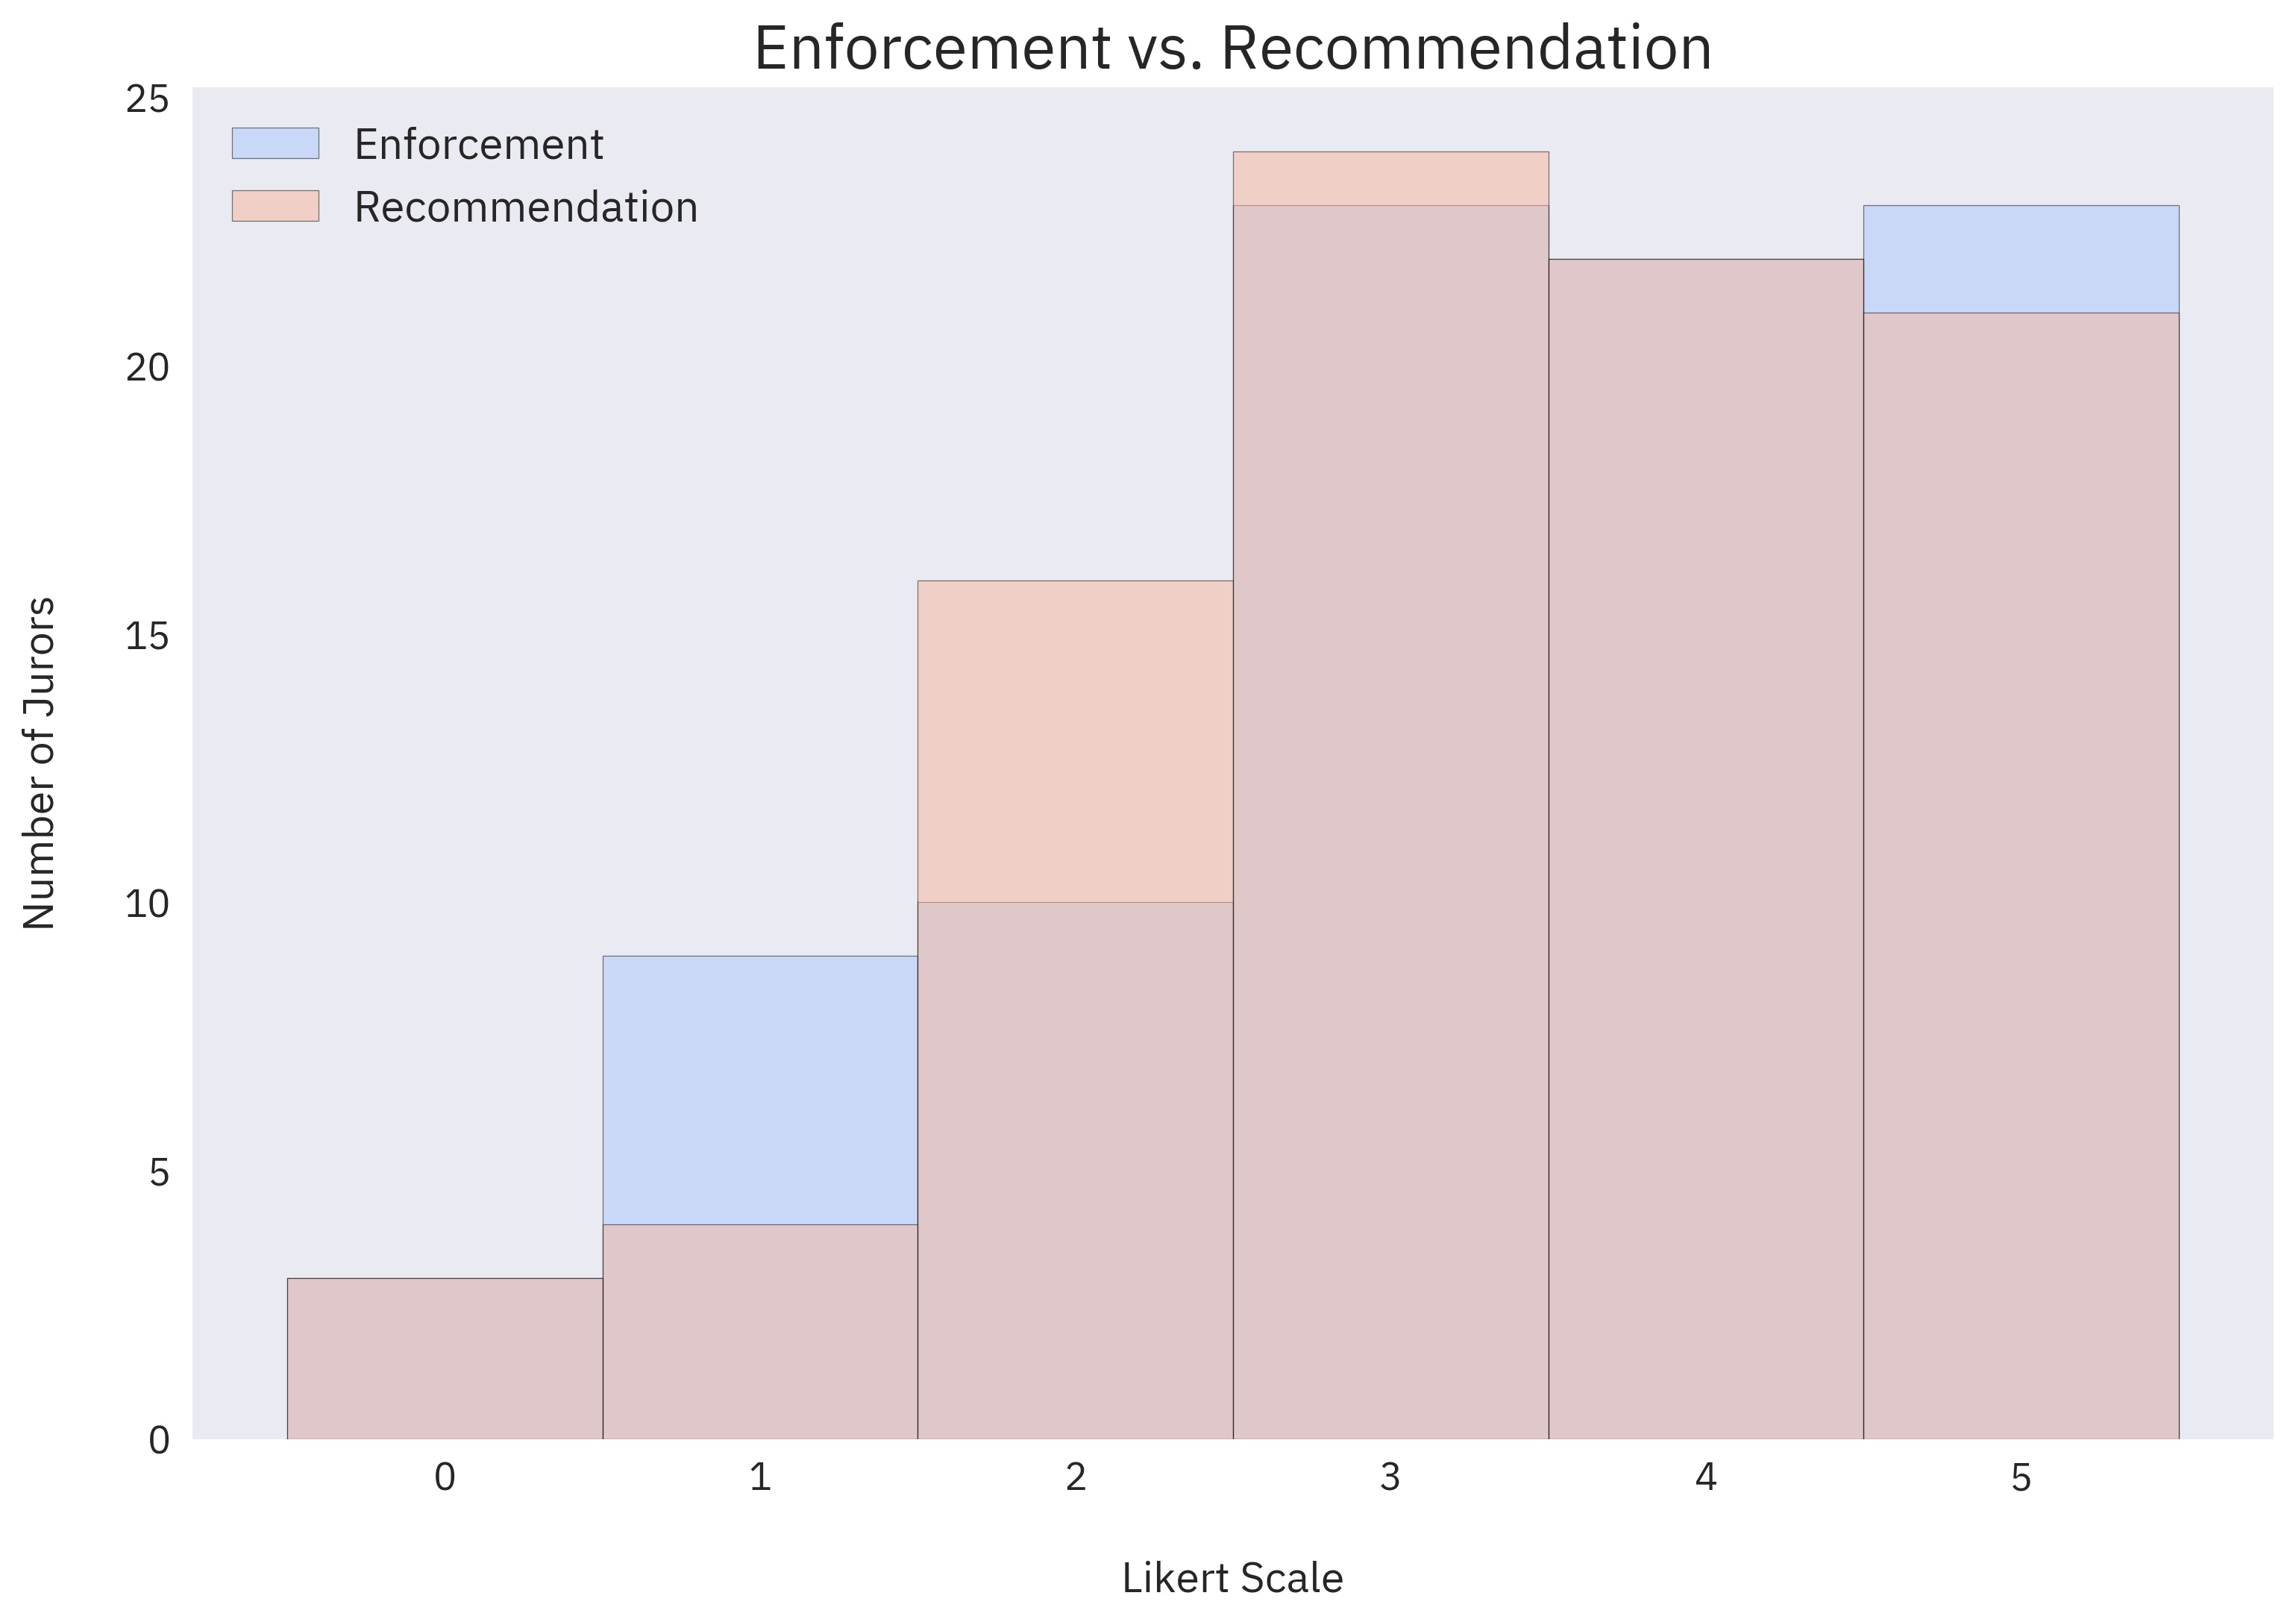 Enforcement vs. Recommendation
25
Enforcement
Recommendation
20
15
10
5
0
Number of Jurors
0 1 2 3 4 5
Likert Scale